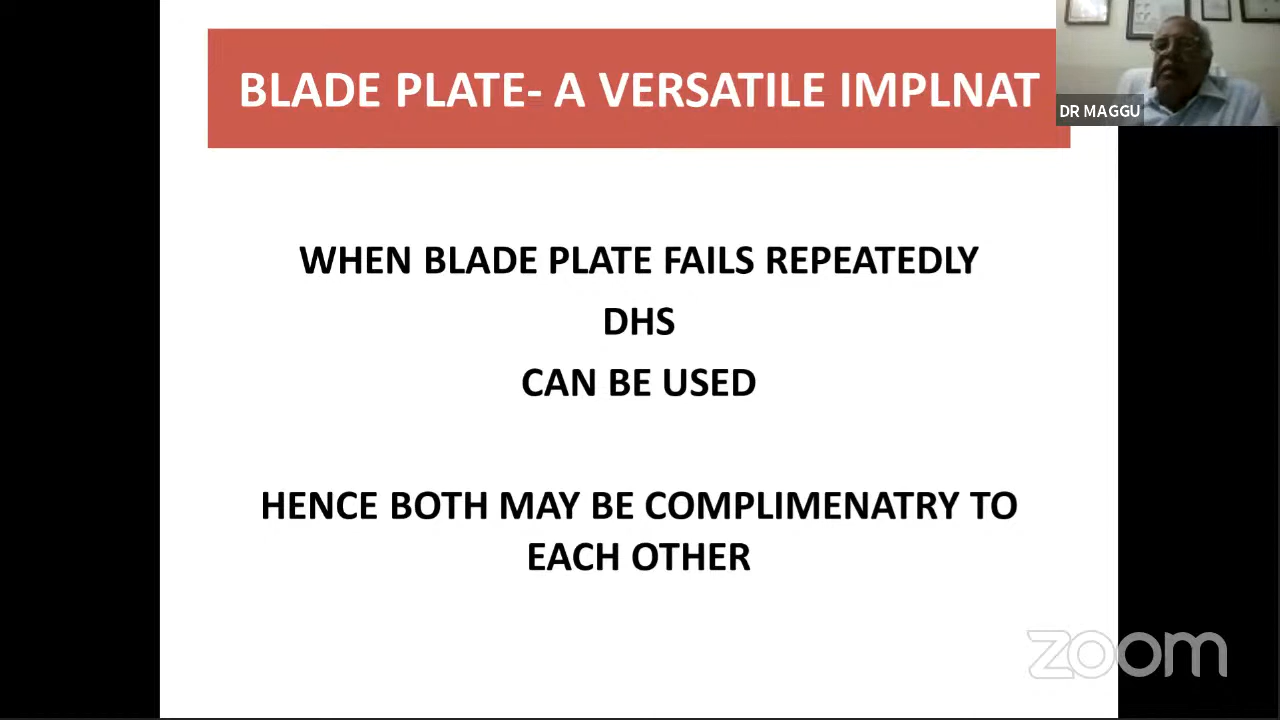 BLADE PLATE- A VERSATILE IMPLNAT
DR MAGGU
WHEN BLADE PLATE FAILS REPEATEDLY
DHS
CAN BE USED
HENCE BOTH MAY BE COMPLIMENATRY TO
EACH OTHER
zoom